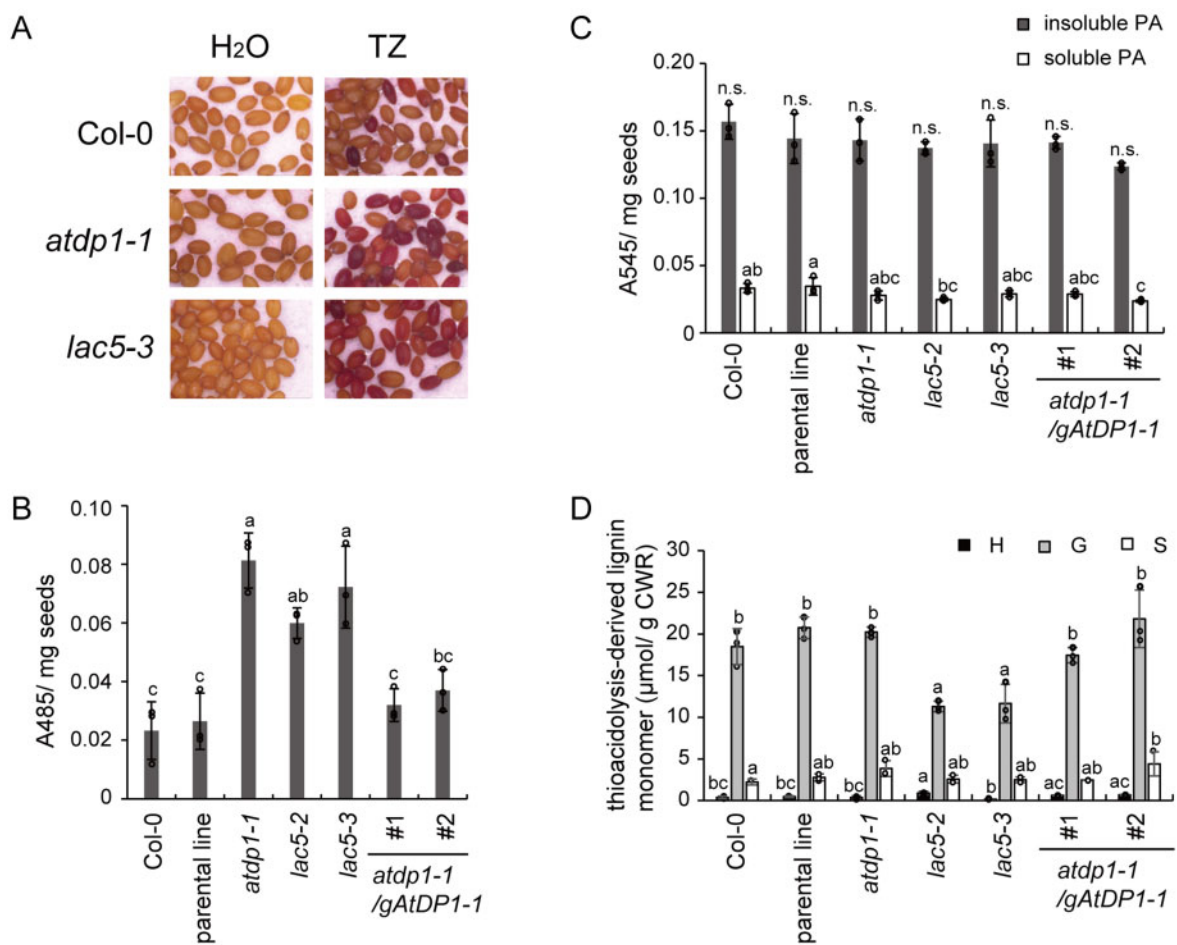 A
H2O TZ
Col-0
atdp1-1
lac5-3
B
A485/ mg seeds
0.10
0.08
0.06
0.04
0.02
0
c c a ab a c bc
Col-0
parental line
atdp1-1
lac5-2
lac5-3
#1
#2
atdp1-1
/gAtDP1-1
C
insoluble PA
soluble PA
A545/ mg seeds
0.20
0.15
0.10
0.05
0
n.s. n.s. n.s. n.s. n.s. n.s. n.s.
ab a abc bc abc abc c
Col-0
parental line
atdp1-1
lac5-2
lac5-3
#1
#2
atdp1-1
/gAtDP1-1
D
H G S
thioacidolysis-derived lignin
monomer (μmol/ g CWR)
30
25
20
15
10
5
0
bc b a bc b ab bc b ab a a ab b a ab ac b ab ac b b
Col-0
parental line
atdp1-1
lac5-2
lac5-3
#1
#2
atdp1-1
/gAtDP1-1